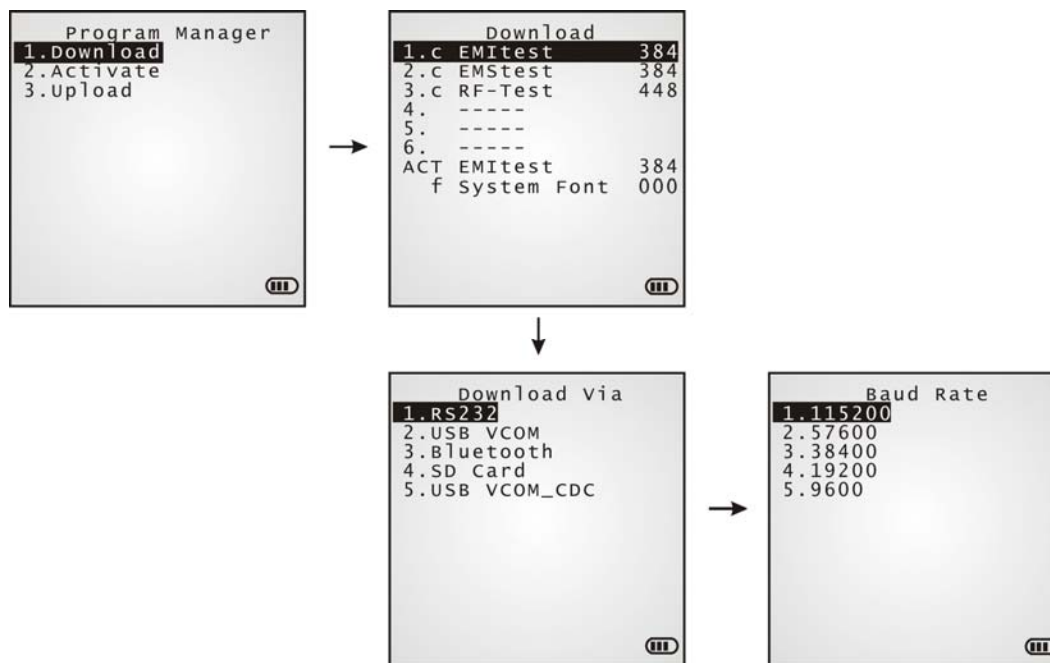 Program Manager
1.Download
2.Activate
3.Upload
Download
1.c EMItest 384
2.c EMStest 384
3.c RF-Test 448
4. -----
5. -----
6. -----
ACT EMItest 384
f System Font 000
Download Via
1.RS232
2.USB VCOM
3.Bluetooth
4.SD Card
5.USB VCOM_CDC
Baud Rate
1.115200
2.57600
3.38400
4.19200
5.9600